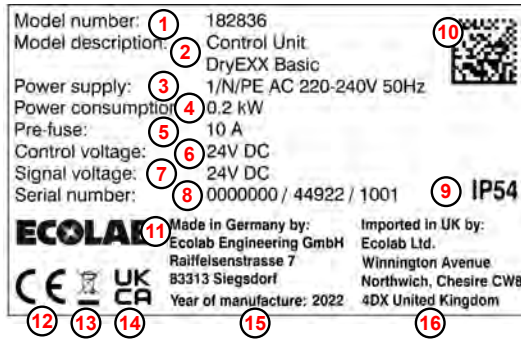 Model number: 1 182836
Model description: 2 Control Unit
DryEXX Basic
Power supply: 3 1/N/PE AC 220-240V 50Hz
Power consumption 4 0.2 kW
Pre-fuse: 5 10 A
Control voltage: 6 24V DC
Signal voltage: 7 24V DC
Serial number: 8 0000000 / 44922 / 1001
9 IP54
10
ECOLAB 11
Made in Germany by:
Ecolab Engineering GmbH
Raiffeisenstrasse 7
83313 Siegsdorf
Year of manufacture: 2022
Imported in UK by:
Ecolab Ltd.
Winnington Avenue
Northwich, Chesire CW8
4DX United Kingdom
CE UK
CA
12 13 14 15 16